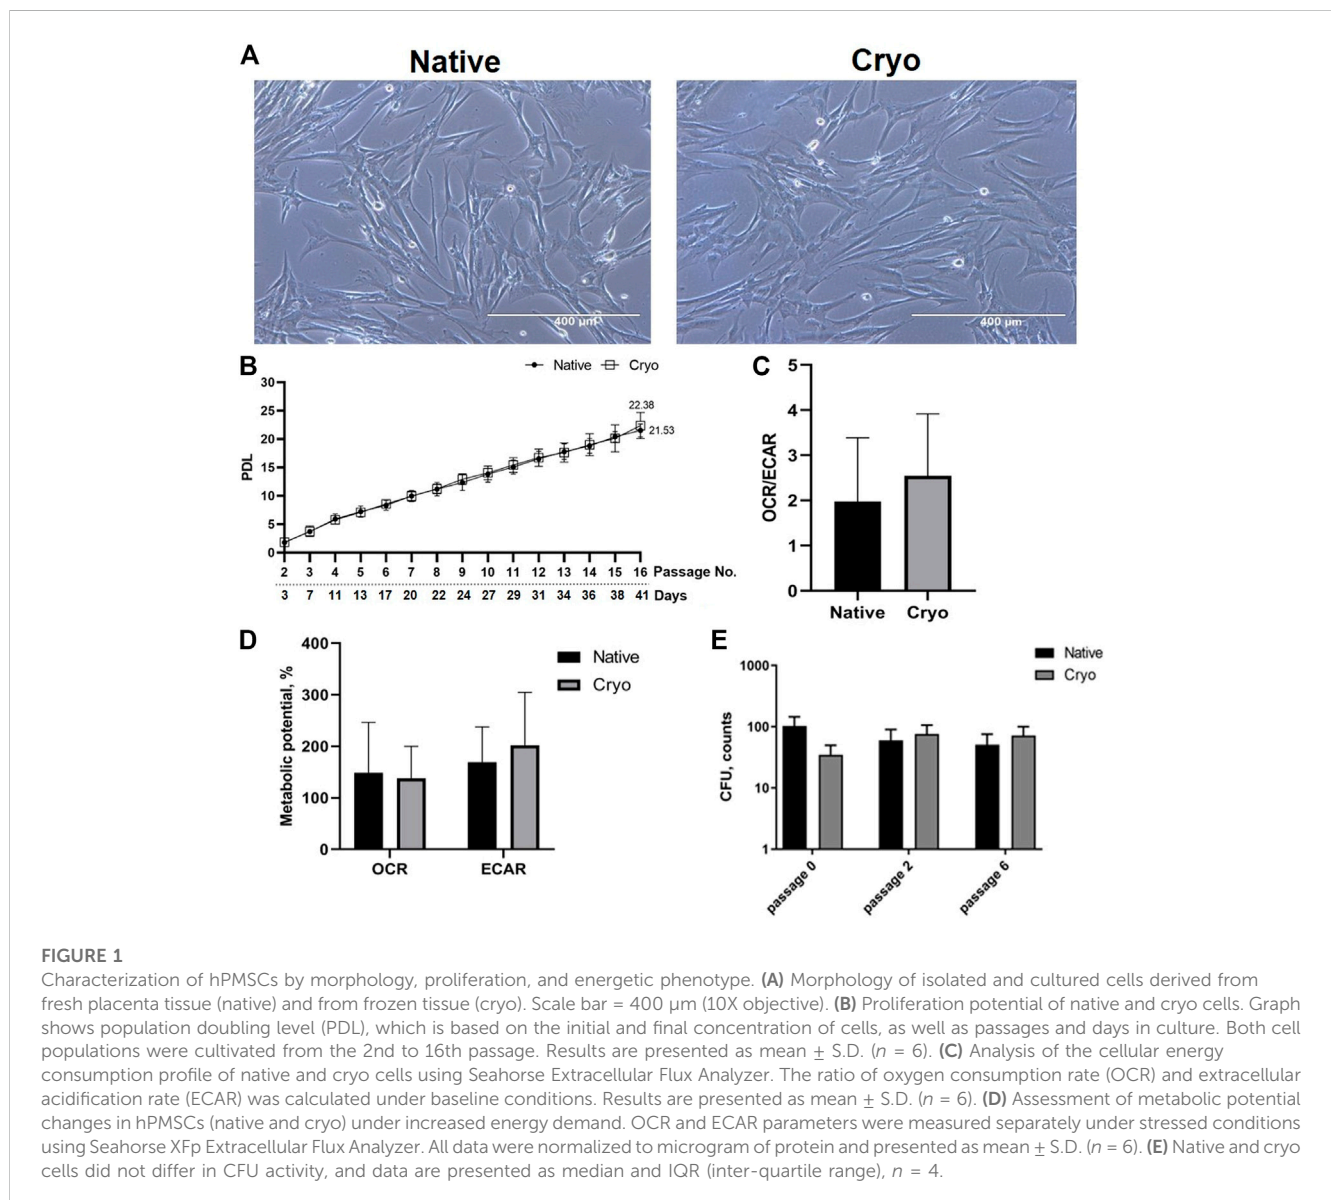 A
Native
Cryo
400 µm
400 µm
B
Native Cryo
30
25
20
15
10
5
0
PDL
22.38
21.53
2 3 4 5 6 7 8 9 10 11 12 13 14 15 16 Passage No.
3 7 11 13 17 20 22 24 27 29 31 34 36 38 41 Days
C
5
4
3
2
1
0
OCR/ECAR
Native Cryo
D
400
300
200
100
0
Metabolic potential, %
Native
Cryo
OCR ECAR
E
1000
100
10
1
CFU, counts
Native
Cryo
passage 0 passage 2 passage 6
FIGURE 1
Characterization of hPMSCs by morphology, proliferation, and energetic phenotype. (A) Morphology of isolated and cultured cells derived from
fresh placenta tissue (native) and from frozen tissue (cryo). Scale bar = 400 µm (10X objective). (B) Proliferation potential of native and cryo cells. Graph
shows population doubling level (PDL), which is based on the initial and final concentration of cells, as well as passages and days in culture. Both cell
populations were cultivated from the 2nd to 16th passage. Results are presented as mean ± S.D. (n = 6). (C) Analysis of the cellular energy
consumption profile of native and cryo cells using Seahorse Extracellular Flux Analyzer. The ratio of oxygen consumption rate (OCR) and extracellular
acidification rate (ECAR) was calculated under baseline conditions. Results are presented as mean ± S.D. (n = 6). (D) Assessment of metabolic potential
changes in hPMSCs (native and cryo) under increased energy demand. OCR and ECAR parameters were measured separately under stressed conditions
using Seahorse XFp Extracellular Flux Analyzer. All data were normalized to microgram of protein and presented as mean ± S.D. (n = 6). (E) Native and cryo
cells did not differ in CFU activity, and data are presented as median and IQR (inter-quartile range), n = 4.